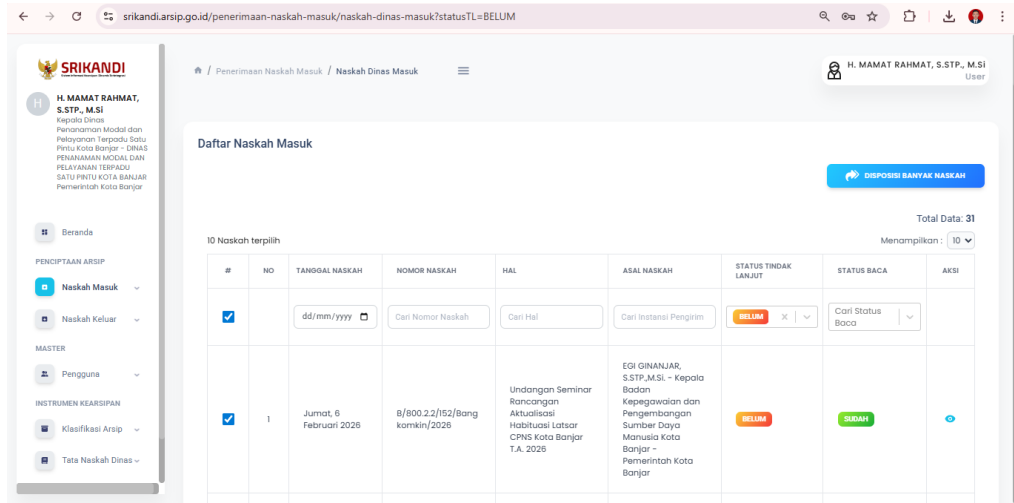 srikandi.arsip.go.id/penerimaan-naskah-masuk/naskah-dinas-masuk?statusTL=BELUM
SRIKANDI
H
H. MAMAT RAHMAT,
S.STP., M.Si
Kepala Dinas
Penanaman Modal dan
Pelayanan Terpadu Satu
Pintu Kota Banjar - DINAS
PENANAMAN MODAL DAN
PELAYANAN TERPADU
SATU PINTU KOTA BANJAR
Pemerintah Kota Banjar
Beranda
PENCIPTAAN ARSIP
Naskah Masuk
Naskah Keluar
MASTER
Pengguna
INSTRUMEN KEARSIPAN
Klasifikasi Arsip
Tata Naskah Dinas
/ Penerimaan Naskah Masuk / Naskah Dinas Masuk
H. MAMAT RAHMAT, S.STP., M.Si
User
Daftar Naskah Masuk
DISPOSISI BANYAK NASKAH
Total Data: 31
10 Naskah terpilih
Menampilkan : 10
# NO TANGGAL NASKAH NOMOR NASKAH HAL ASAL NASKAH STATUS TINDAK LANJUT STATUS BACA AKSI
dd/mm/yyyy
Cari Nomor Naskah
Cari Hal
Cari Instansi Pengirim
BELUM X
Cari Status
Baca
1
Jumat, 6
Februari 2026
B/800.2.2/152/Bang
komkin/2026
Undangan Seminar
Rancangan
Aktualisasi
Habituasi Latsar
CPNS Kota Banjar
T.A. 2026
EGI GINANJAR,
S.STP.,M.Si. - Kepala
Badan
Kepegawaian dan
Pengembangan
Sumber Daya
Manusia Kota
Banjar -
Pemerintah Kota
Banjar
BELUM
SUDAH